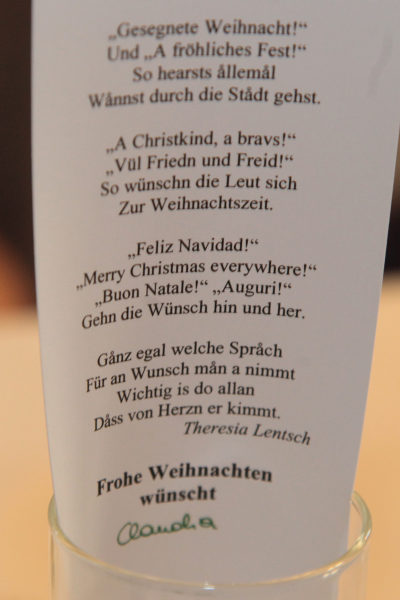 „Gesegnete Weihnacht!“
Und „A fröhliches Fest!“
So hearsts ållemål
Wånnst durch die Stådt gehst.

„A Christkind, a bravs!“
„Vül Friedn und Freid!“
So wünschn die Leut sich
Zur Weihnachtszeit.

„Feliz Navidad!“
„Merry Christmas everywhere!“
„Buon Natale!“ „Auguri!“
Gehn die Wünsch hin und her.

Gånz egal welche Språch
Für an Wunsch mån a nimmt
Wichtig is do allan
Dåss von Herzn er kimmt.
Theresia Lentsch

Frohe Weihnachten
wünscht
Claudia